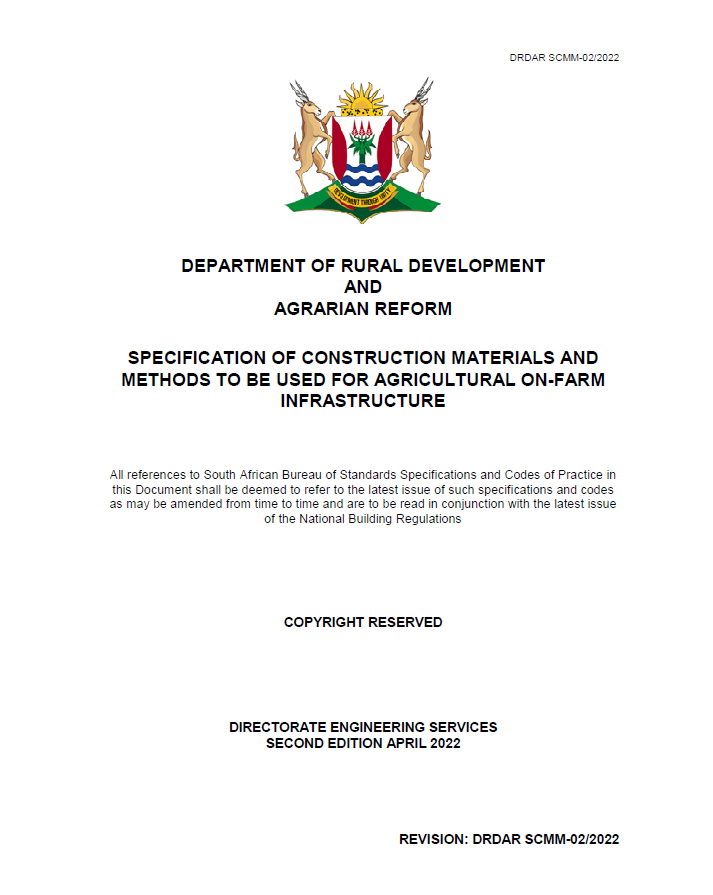 DRDAR SCMM-02/2022
DEVELOPMENT THROUGH UNITY
DEPARTMENT OF RURAL DEVELOPMENT
AND
AGRARIAN REFORM
SPECIFICATION OF CONSTRUCTION MATERIALS AND
METHODS TO BE USED FOR AGRICULTURAL ON-FARM
INFRASTRUCTURE
All references to South African Bureau of Standards Specifications and Codes of Practice in
this Document shall be deemed to refer to the latest issue of such specifications and codes
as may be amended from time to time and are to be read in conjunction with the latest issue
of the National Building Regulations
COPYRIGHT RESERVED
DIRECTORATE ENGINEERING SERVICES
SECOND EDITION APRIL 2022
REVISION: DRDAR SCMM-02/2022